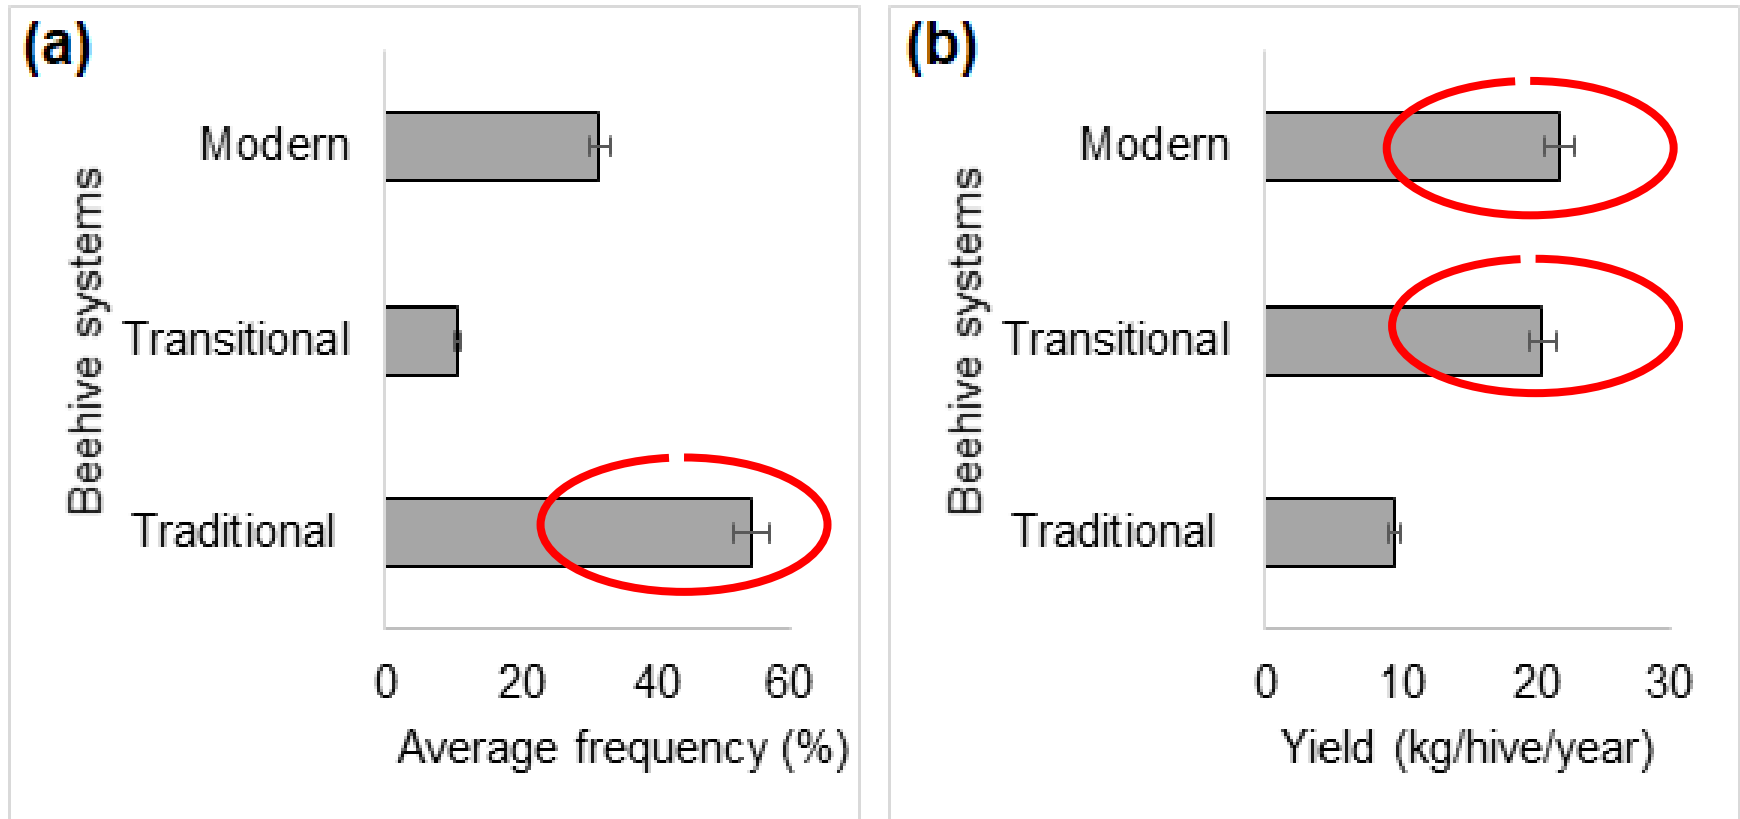 (a)
Beehive systems
Modern
Transitional
Traditional
0 20 40 60
Average frequency (%)
(b)
Beehive systems
Modern
Transitional
Traditional
0 10 20 30
Yield (kg/hive/year)